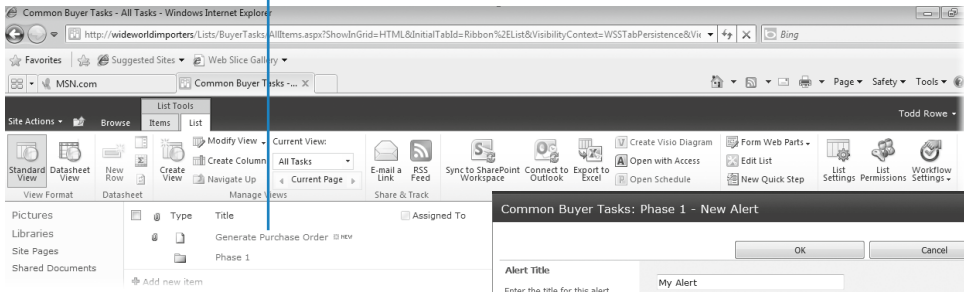 Common Buyer Tasks - All Tasks - Windows Internet Explorer
http://wideworldimporters/Lists/BuyerTasks/AllItems.aspx?ShowInGrid=HTML&InitialTabId=Ribbon%2EList&VisibilityContext=WSSTabPersistence&Vie
Bing
Favorites Suggested Sites Web Slice Gallery
MSN.com Common Buyer Tasks -... X Page Safety Tools
List Tools
Site Actions Browse Items List Todd Rowe
Standard View Datasheet View New Row Create View Modify View Create Column Navigate Up Current View: All Tasks Current Page E-mail a Link RSS Feed Sync to SharePoint Workspace Connect to Outlook Export to Excel Create Visio Diagram Open with Access Open Schedule Form Web Parts Edit List New Quick Step List Settings List Permissions Workflow Settings
View Format Datasheet Manage Views Share & Track
Pictures
Libraries
Site Pages
Shared Documents
Type Title Assigned To
Generate Purchase Order NEW
Phase 1
Add new item
Common Buyer Tasks: Phase 1 - New Alert
OK Cancel
Alert Title
Enter the title for this alert
My Alert